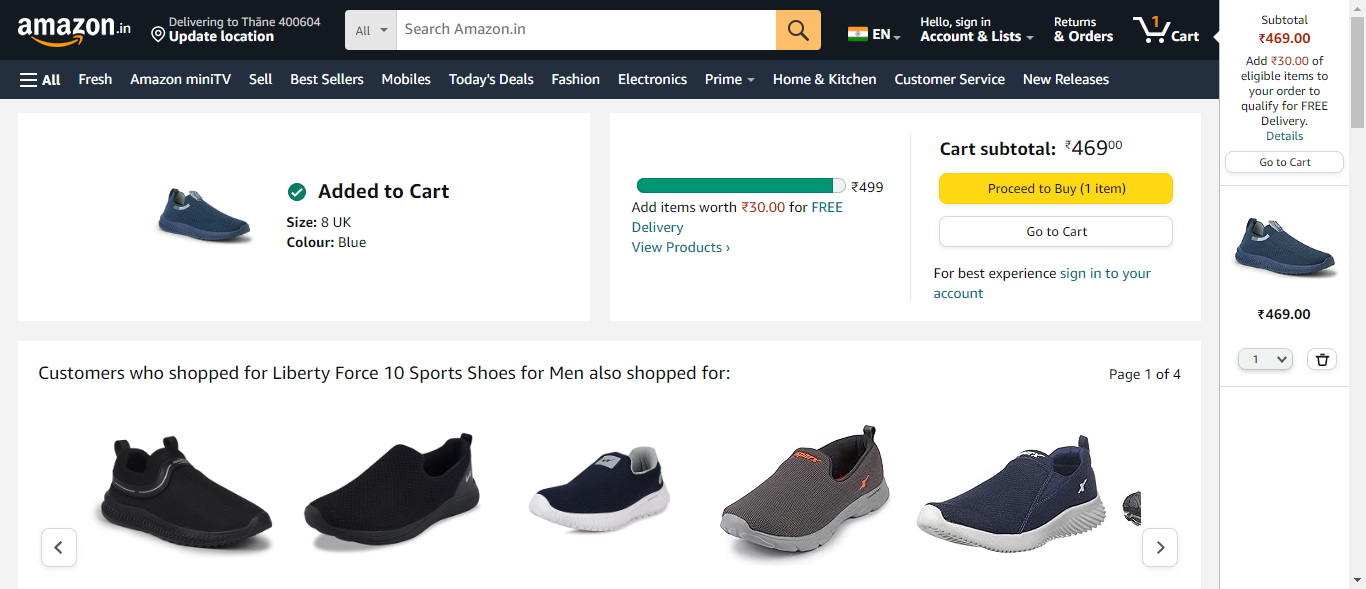 amazon.in
Delivering to Thāne 400604
Update location
All
Search Amazon.in
EN
Hello, sign in
Account & Lists
Returns
& Orders
1
Cart
All
Fresh
Amazon miniTV
Sell
Best Sellers
Mobiles
Today's Deals
Fashion
Electronics
Prime
Home & Kitchen
Customer Service
New Releases
Added to Cart
Size: 8 UK
Colour: Blue
₹499
Add items worth ₹30.00 for FREE
Delivery
View Products ›
Cart subtotal: ₹46900
Proceed to Buy (1 item)
Go to Cart
For best experience sign in to your
account
Customers who shopped for Liberty Force 10 Sports Shoes for Men also shopped for:
Page 1 of 4
sparx
sparx
Subtotal
₹469.00
Add ₹30.00 of
eligible items to
your order to
qualify for FREE
Delivery.
Details
Go to Cart
₹469.00
1